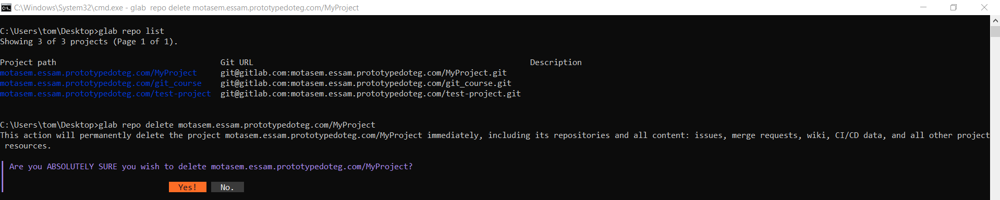 C:\Windows\System32\cmd.exe - glab  repo delete motasem.essam.prototypedoteg.com/MyProject
C:\Users\tom\Desktop>glab repo list
Showing 3 of 3 projects (Page 1 of 1).
Project path Git URL Description
motasem.essam.prototypedoteg.com/MyProject git@gitlab.com:motasem.essam.prototypedoteg.com/MyProject.git
motasem.essam.prototypedoteg.com/git_course git@gitlab.com:motasem.essam.prototypedoteg.com/git_course.git
motasem.essam.prototypedoteg.com/test-project git@gitlab.com:motasem.essam.prototypedoteg.com/test-project.git
C:\Users\tom\Desktop>glab repo delete motasem.essam.prototypedoteg.com/MyProject
This action will permanently delete the project motasem.essam.prototypedoteg.com/MyProject immediately, including its repositories and all content: issues, merge requests, wiki, CI/CD data, and all other project
resources.
Are you ABSOLUTELY SURE you wish to delete motasem.essam.prototypedoteg.com/MyProject?
Yes! No.